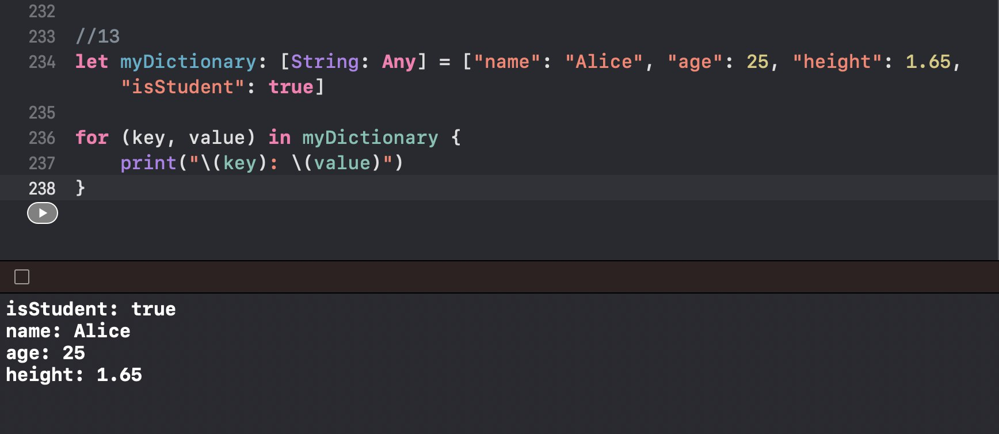 232
233 //13
234 let myDictionary: [String: Any] = ["name": "Alice", "age": 25, "height": 1.65,
"isStudent": true]
235
236 for (key, value) in myDictionary {
237 print("\(key): \(value)")
238 }
isStudent: true
name: Alice
age: 25
height: 1.65